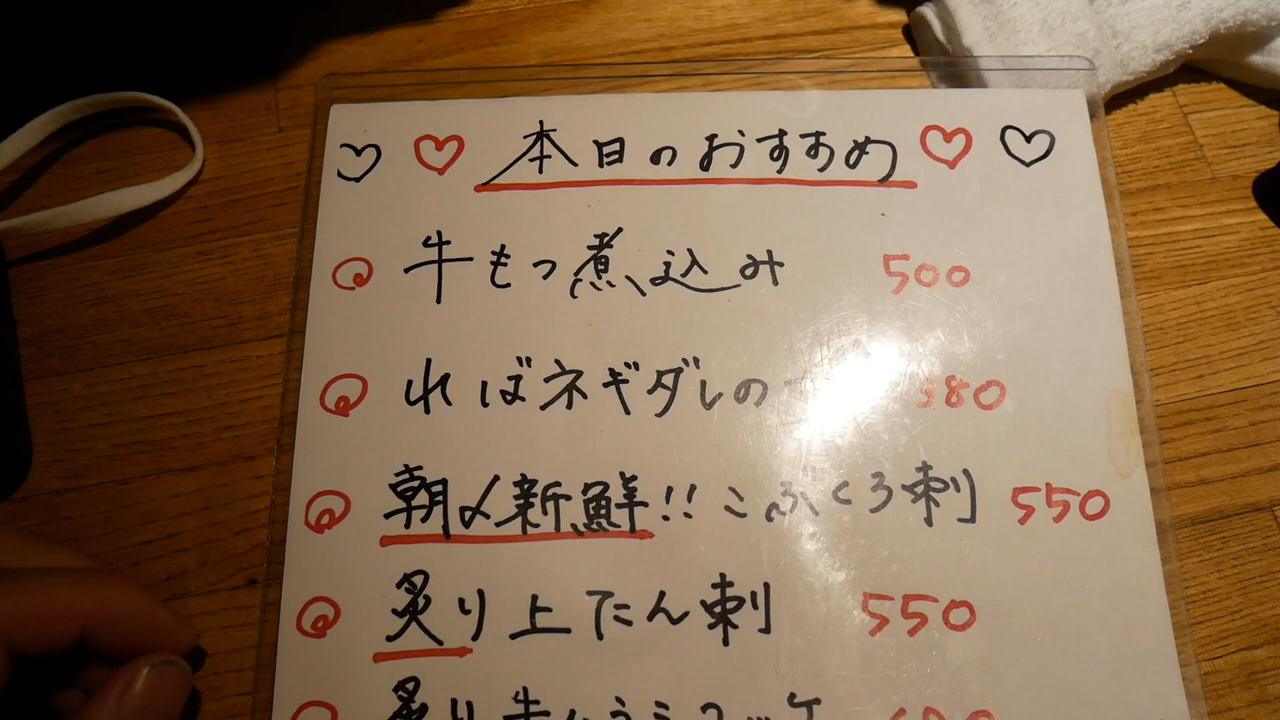 本日のおすすめ
牛もつ煮込み 500
ればネギダレの 380
朝〆新鮮!! こぶくろ刺 550
炙り上たん刺 550
炙り